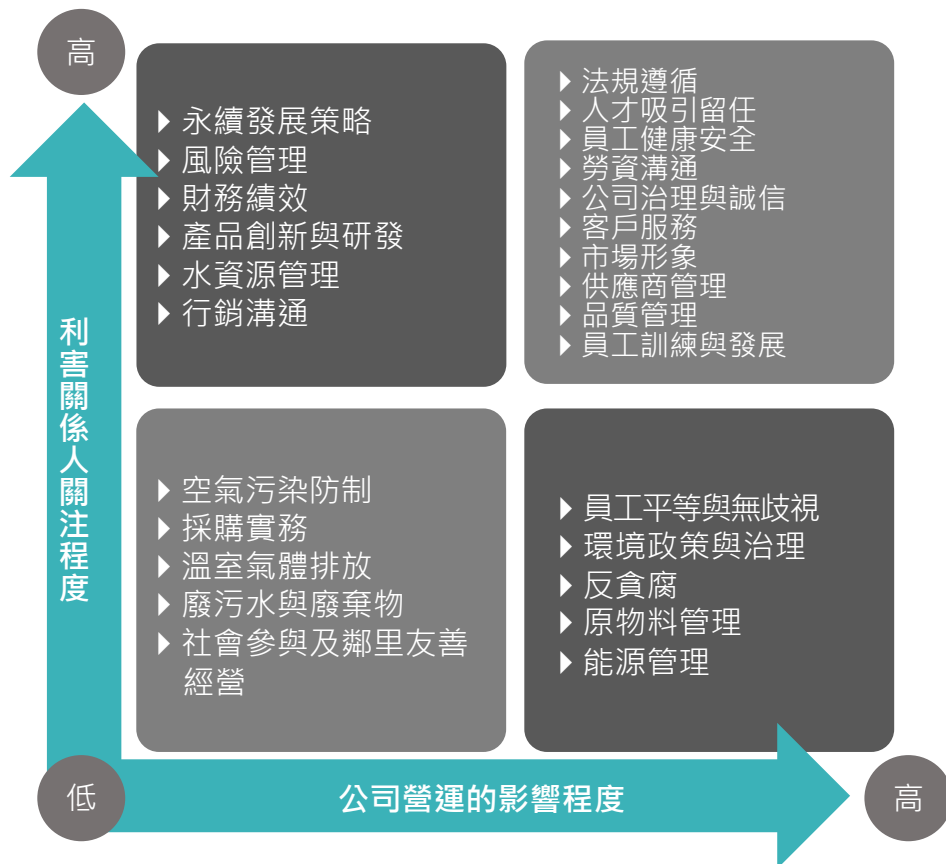 高
永續發展策略
風險管理
財務績效
產品創新與研發
水資源管理
行銷溝通
法規遵循
人才吸引留任
員工健康安全
勞資溝通
公司治理與誠信
客戶服務
市場形象
供應商管理
品質管理
員工訓練與發展
利害關係人關注程度
空氣污染防制
採購實務
溫室氣體排放
廢污水與廢棄物
社會參與及鄰里友善
經營
員工平等與無歧視
環境政策與治理
反貪腐
原物料管理
能源管理
低
公司營運的影響程度
高